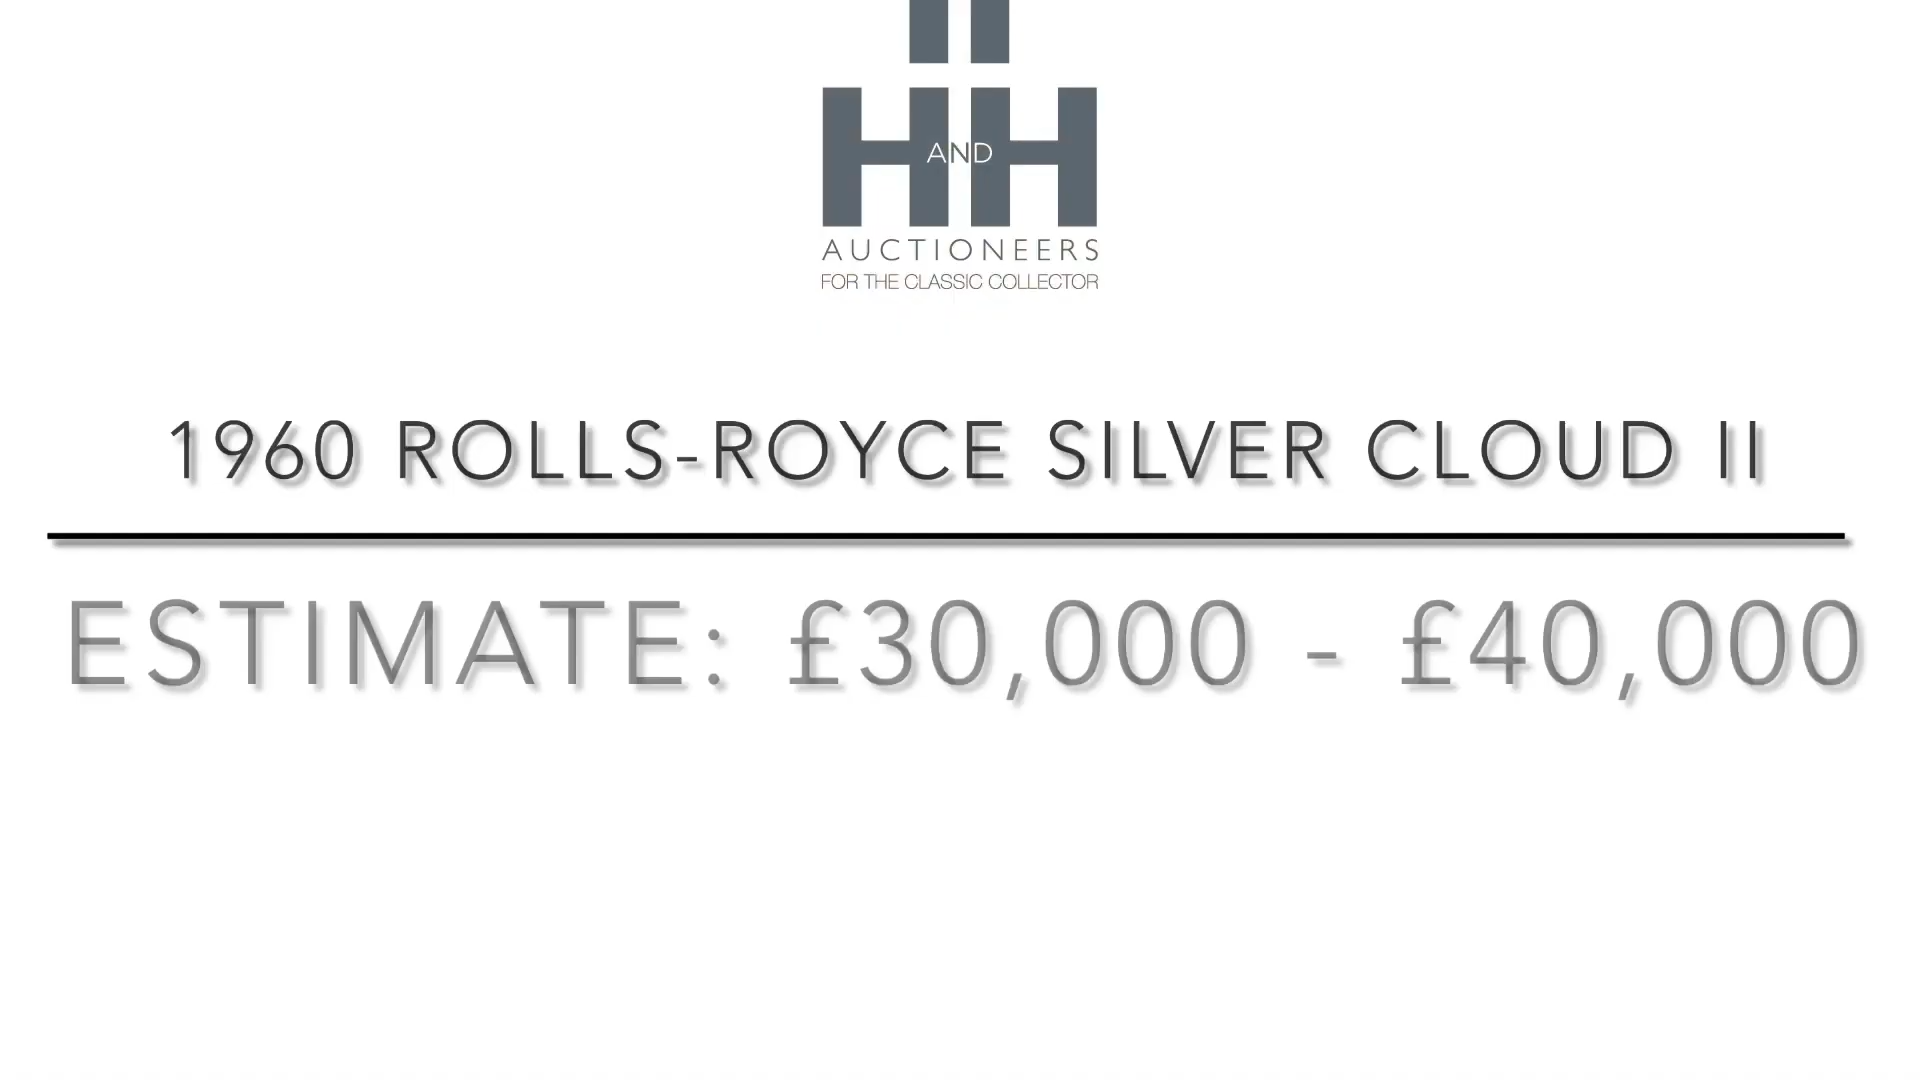 H AND H
AUCTIONEERS
FOR THE CLASSIC COLLECTOR
1960 ROLLS-ROYCE SILVER CLOUD II
ESTIMATE: £30,000 - £40,000